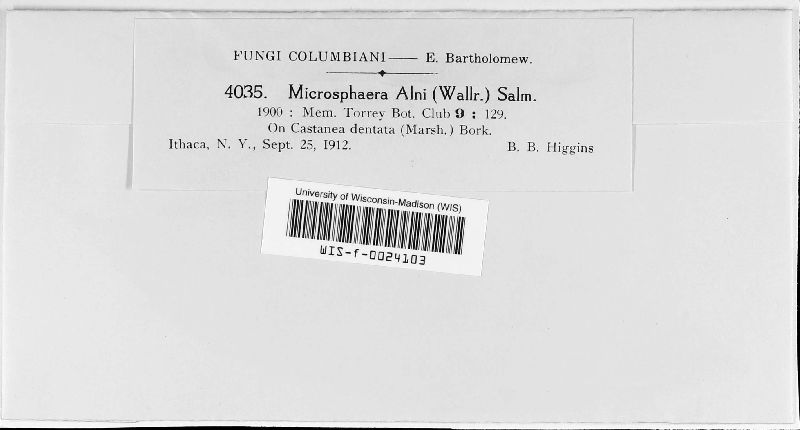 FUNGI COLUMBIANI—— E. Bartholomew.
4035. Microsphaera Alni (Wallr.) Salm.
1900 : Mem. Torrey Bot. Club 9 : 129.
On Castanea dentata (Marsh.) Bork.
Ithaca, N. Y., Sept. 25, 1912. B. B. Higgins
University of Wisconsin-Madison (WIS)
WIS-f-0024103